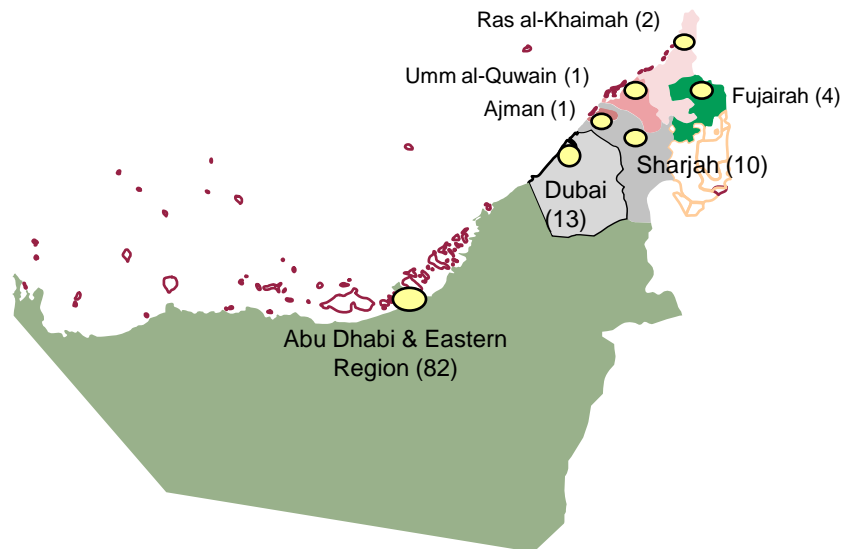 Ras al-Khaimah (2)
Umm al-Quwain (1)
Ajman (1)
Fujairah (4)
Sharjah (10)
Dubai
(13)
Abu Dhabi & Eastern
Region (82)